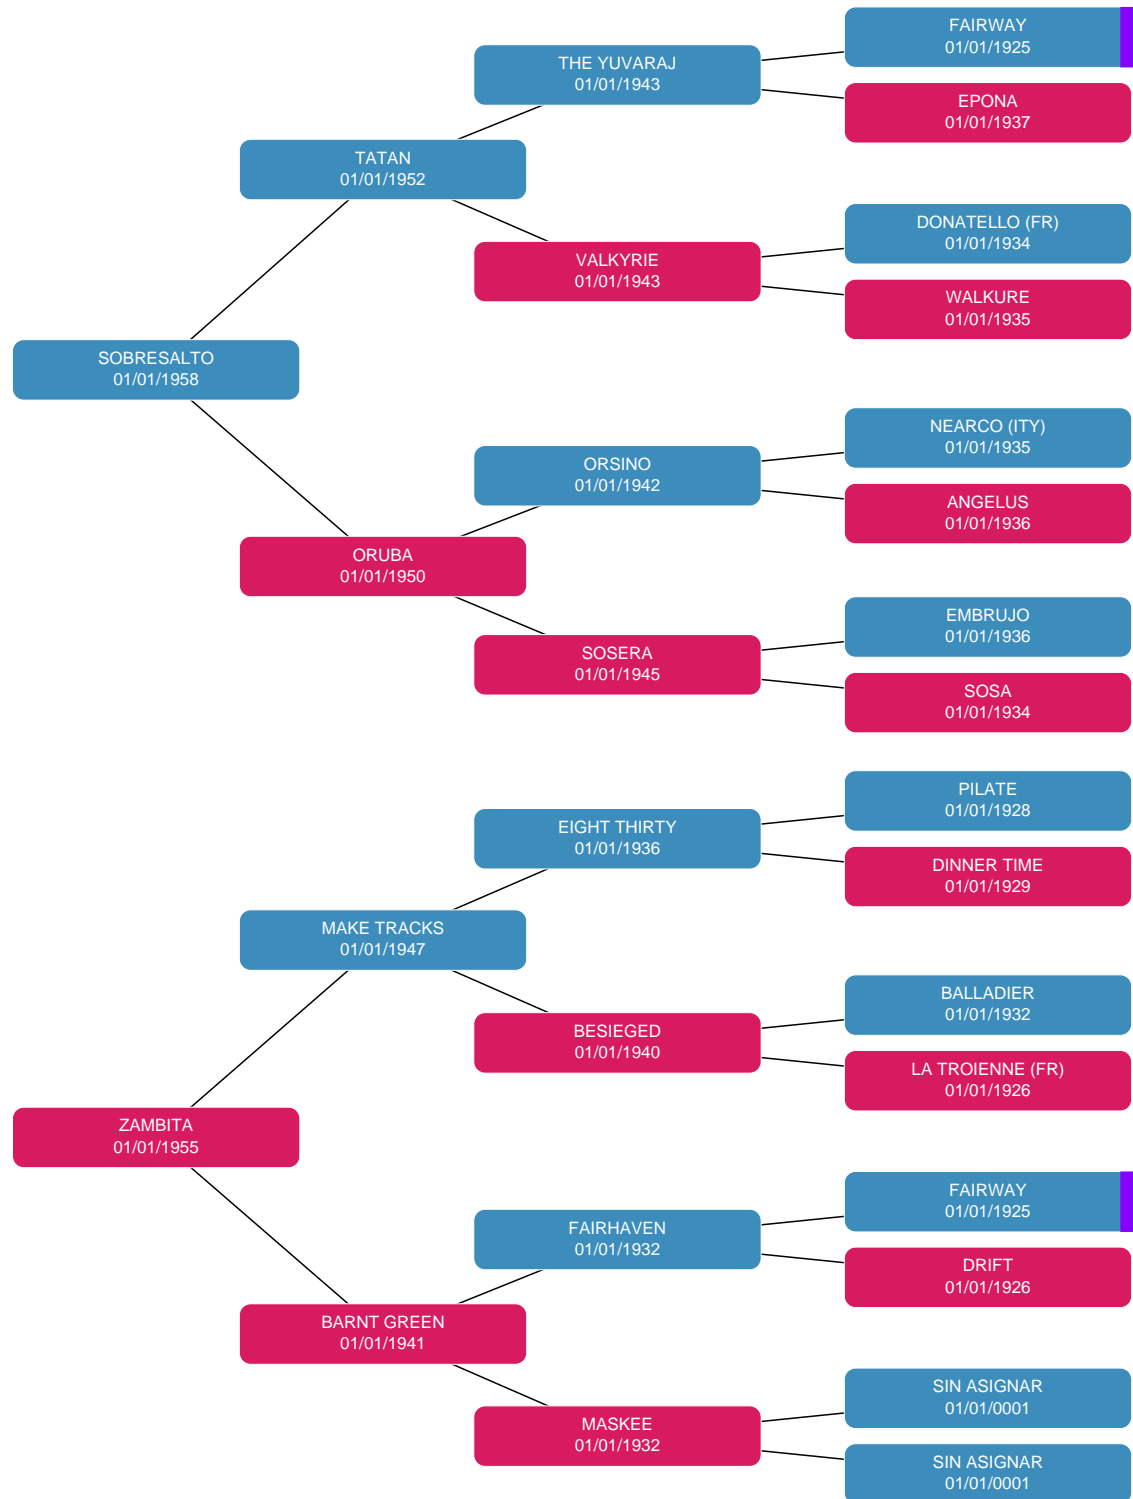 FAIRWAY
01/01/1925
THE YUVARAJ
01/01/1943
EPONA
01/01/1937
TATAN
01/01/1952
DONATELLO (FR)
01/01/1934
VALKYRIE
01/01/1943
WALKURE
01/01/1935
SOBRESALTO
01/01/1958
NEARCO (ITY)
01/01/1935
ORSINO
01/01/1942
ANGELUS
01/01/1936
ORUBA
01/01/1950
EMBRUJO
01/01/1936
SOSERA
01/01/1945
SOSA
01/01/1934
PILATE
01/01/1928
EIGHT THIRTY
01/01/1936
DINNER TIME
01/01/1929
MAKE TRACKS
01/01/1947
BALLADIER
01/01/1932
BESIEGED
01/01/1940
LA TROIENNE (FR)
01/01/1926
ZAMBITA
01/01/1955
FAIRWAY
01/01/1925
FAIRHAVEN
01/01/1932
DRIFT
01/01/1926
BARNT GREEN
01/01/1941
SIN ASIGNAR
01/01/0001
MASKEE
01/01/1932
SIN ASIGNAR
01/01/0001